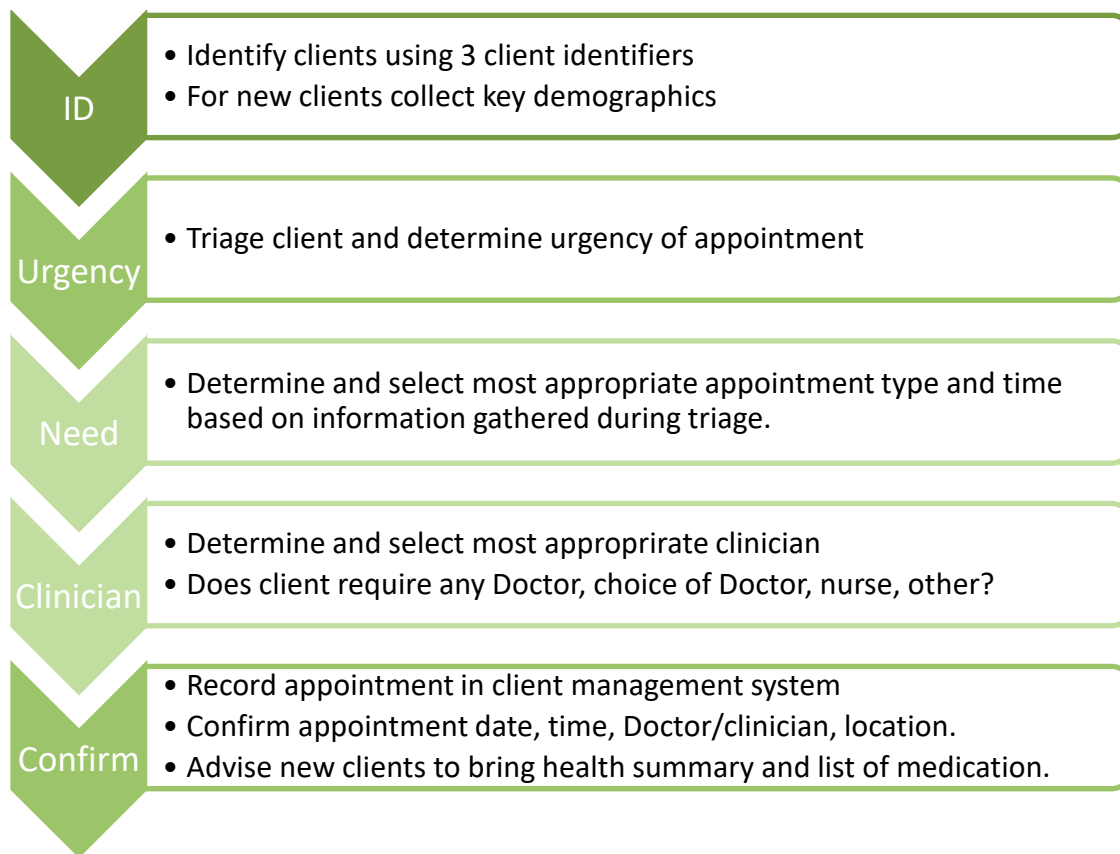 ID
• Identify clients using 3 client identifiers
• For new clients collect key demographics
Urgency
• Triage client and determine urgency of appointment
Need
• Determine and select most appropriate appointment type and time
based on information gathered during triage.
Clinician
• Determine and select most approprirate clinician
• Does client require any Doctor, choice of Doctor, nurse, other?
Confirm
• Record appointment in client management system
• Confirm appointment date, time, Doctor/clinician, location.
• Advise new clients to bring health summary and list of medication.